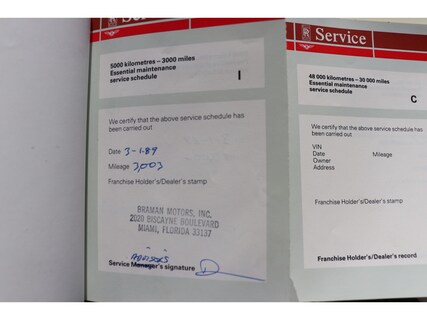 Service
5000 kilometres – 3000 miles
Essential maintenance
service schedule
I
We certify that the above service schedule has
been carried out
Date 3-1-89
Mileage 3,003
Franchise Holder's/Dealer's stamp
BRAMAN MOTORS, INC.
2020 BISCAYNE BOULEVARD
MIAMI, FLORIDA 33137
ADVISORS
Service Manager's signature
R
Service
48 000 kilometres – 30 000 miles
Essential maintenance
service schedule
C
We certify that the above service schedule
been carried out
VIN
Date Mileage
Owner
Address
Franchise Holder's/Dealer's stamp
Franchise Holder's/Dealer's record